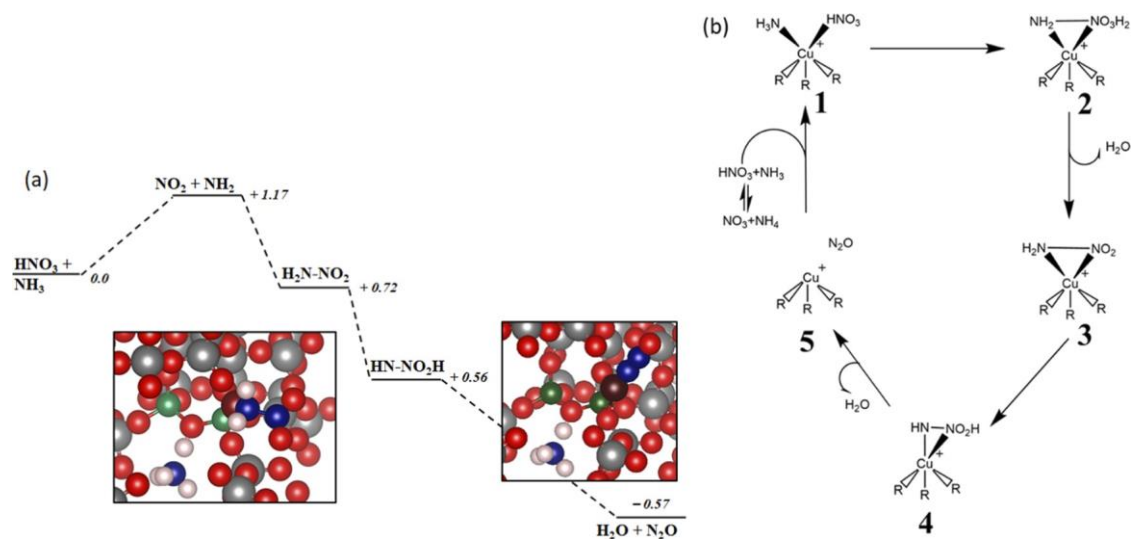 (a)
HNO3 +
NH3
0.0
NO2 + NH2
+ 1.17
H2N-NO2
+ 0.72
HN-NO2H
+ 0.56
− 0.57
H2O + N2O
(b)
H3N
HNO3
Cu
+
R
R
R
1
NH2
NO3H2
Cu
+
R
R
R
2
H2O
H2N
NO2
Cu
+
R
R
R
3
HN
NO2H
Cu
+
R
R
R
4
H2O
N2O
Cu
+
R
R
R
5
HNO3+NH3
NO3+NH4